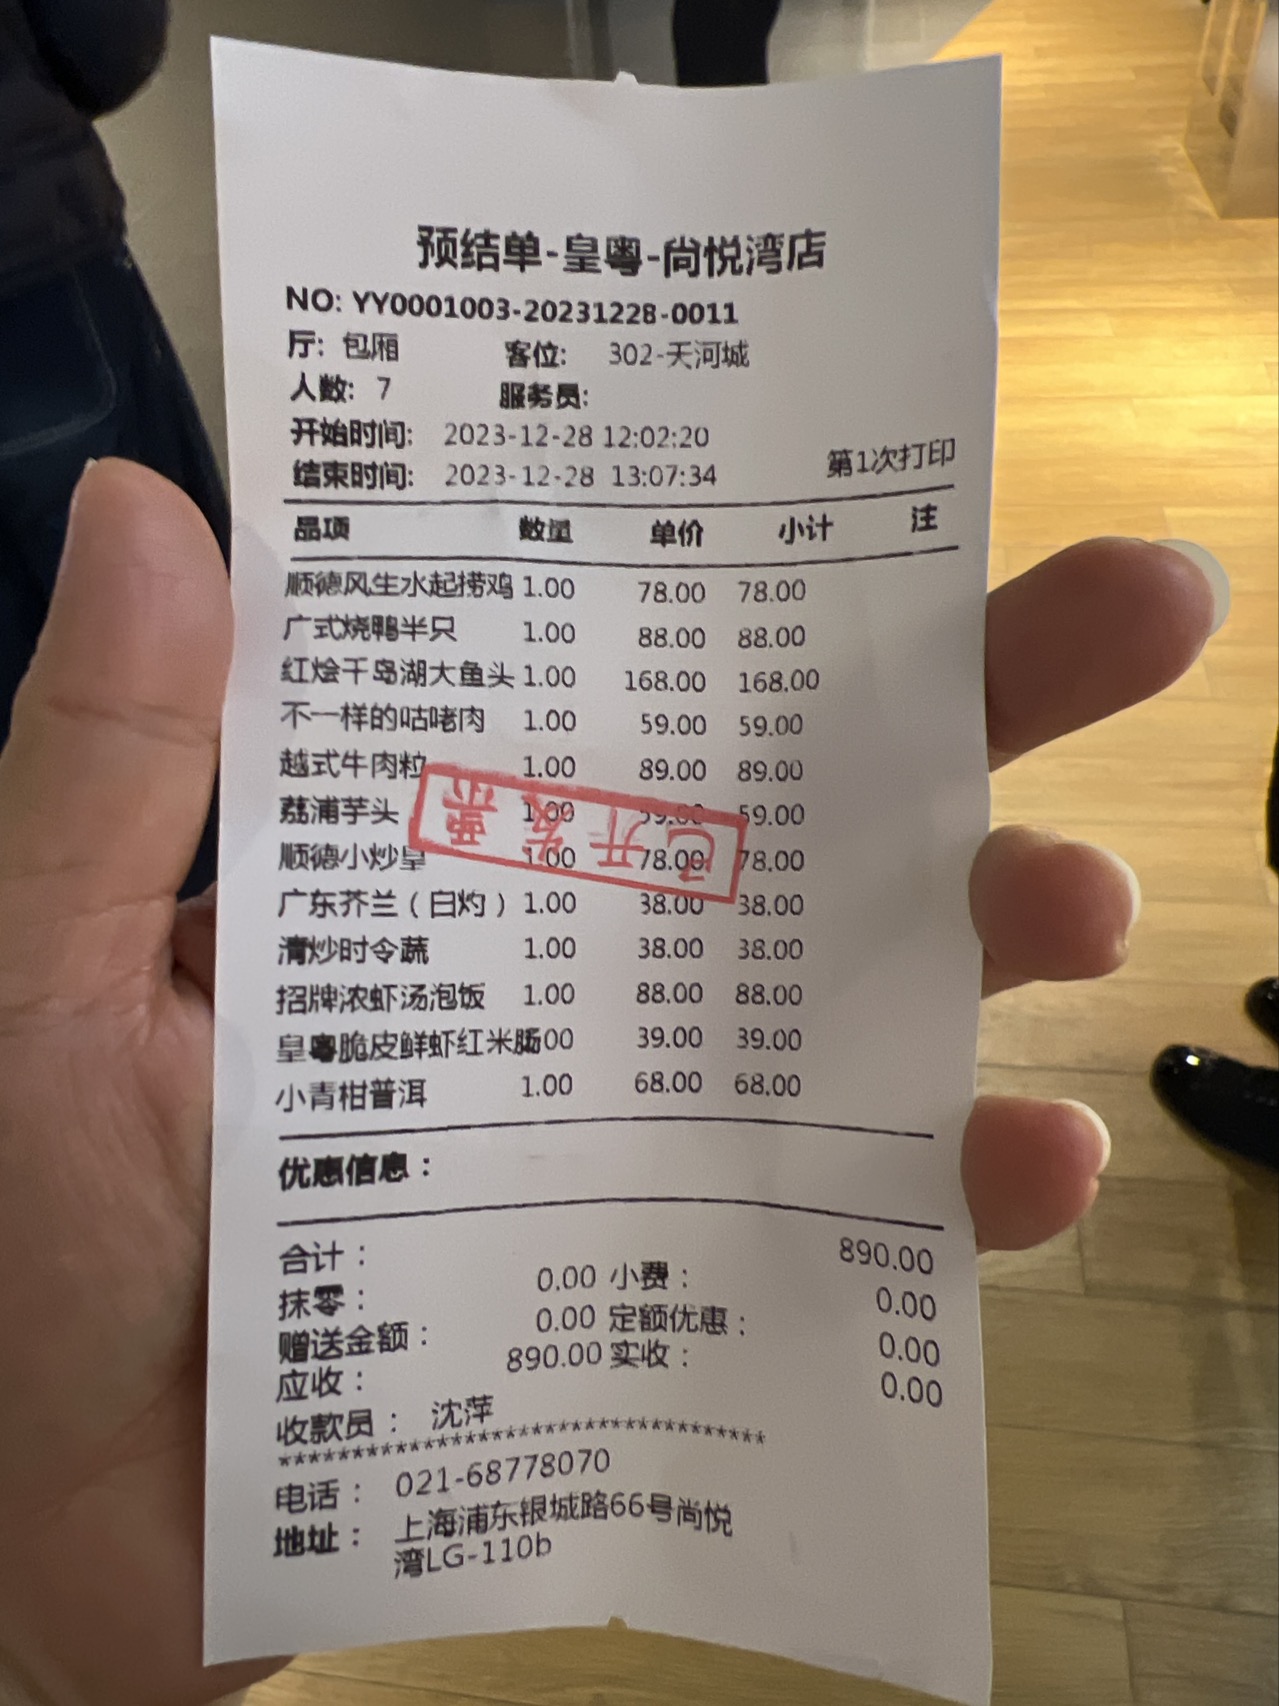 预结单-皇粤-尚悦湾店
NO: YY0001003-20231228-0011
厅: 包厢 客位: 302-天河城
人数: 7 服务员:
开始时间: 2023-12-28 12:02:20
结束时间: 2023-12-28 13:07:34 第1次打印
品项 数量 单价 小计 注
顺德风生水起捞鸡 1.00 78.00 78.00
广式烧鸭半只 1.00 88.00 88.00
红烩千岛湖大鱼头 1.00 168.00 168.00
不一样的咕咾肉 1.00 59.00 59.00
越式牛肉粒 1.00 89.00 89.00
荔浦芋头 1.00 59.00 59.00
顺德小炒皇 1.00 78.00 78.00
已开发票
广东芥兰（白灼） 1.00 38.00 38.00
清炒时令蔬 1.00 38.00 38.00
招牌浓虾汤泡饭 1.00 88.00 88.00
皇粤脆皮鲜虾红米肠 1.00 39.00 39.00
小青柑普洱 1.00 68.00 68.00
优惠信息：
合计： 890.00
抹零： 0.00 小费： 0.00
赠送金额： 0.00 定额优惠： 0.00
应收： 890.00 实收： 0.00
收款员： 沈萍
*********************************
电话： 021-68778070
地址： 上海浦东银城路66号尚悦
湾LG-110b